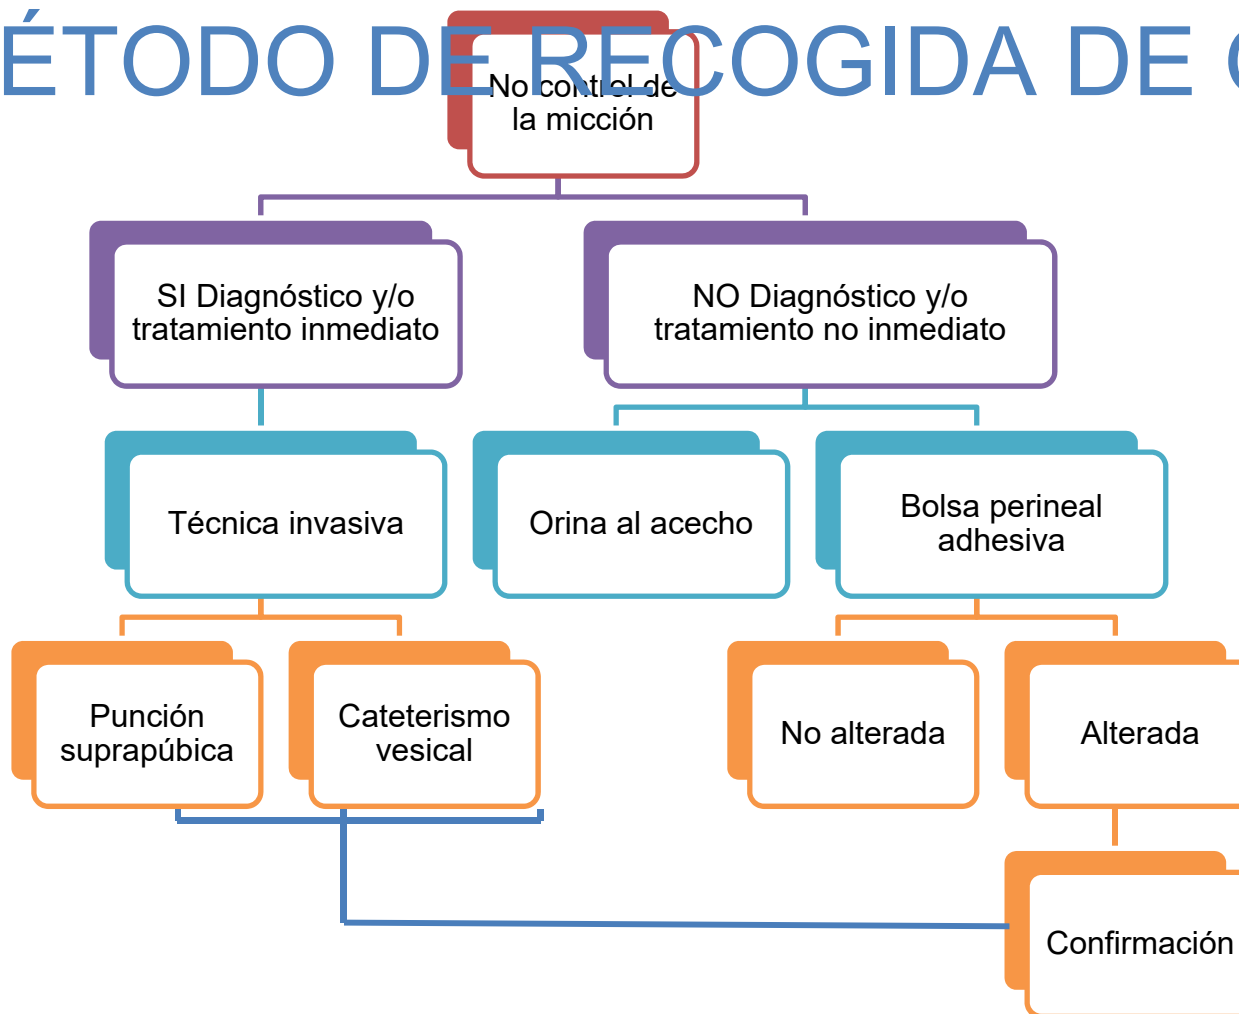 ÉTODO DE RECOGIDA DE
No control de
la micción
SI Diagnóstico y/o
tratamiento inmediato
NO Diagnóstico y/o
tratamiento no inmediato
Técnica invasiva
Orina al acecho
Bolsa perineal
adhesiva
Punción
suprapúbica
Cateterismo
vesical
No alterada
Alterada
Confirmación